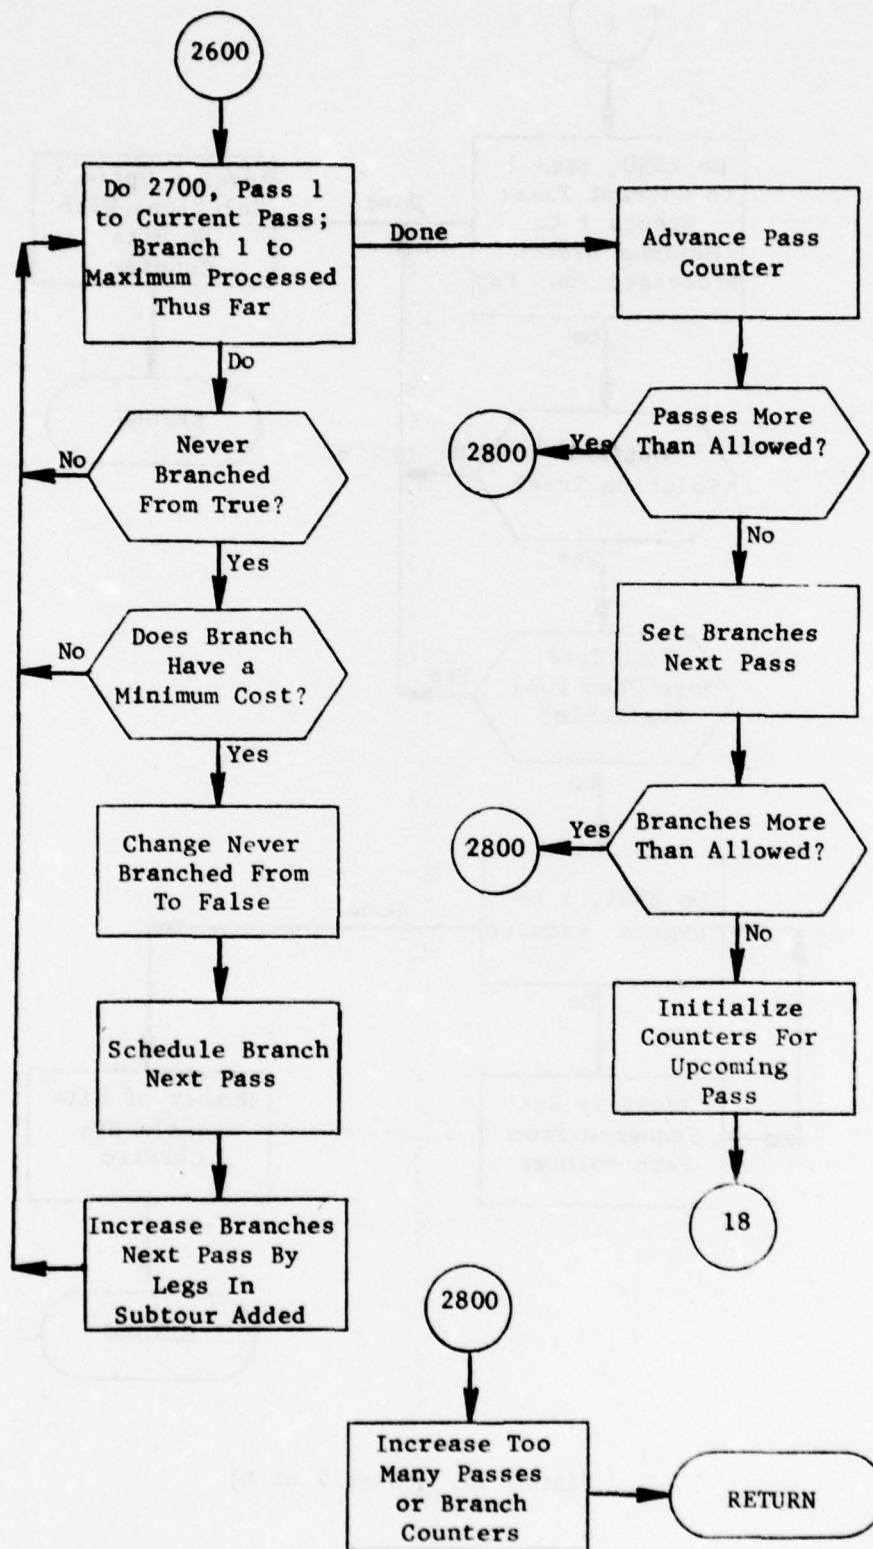 2600
Do 2700, Pass 1
to Current Pass;
Branch 1 to
Maximum Processed
Thus Far
Done
Do
Never
Branched
From True?
No
Yes
Does Branch
Have a
Minimum Cost?
No
Yes
Change Never
Branched From
To False
Schedule Branch
Next Pass
Increase Branches
Next Pass By
Legs In
Subtour Added
Advance Pass
Counter
Passes More
Than Allowed?
Yes
2800
No
Set Branches
Next Pass
Branches More
Than Allowed?
Yes
2800
No
Initialize
Counters For
Upcoming
Pass
18
2800
Increase Too
Many Passes
or Branch
Counters
RETURN